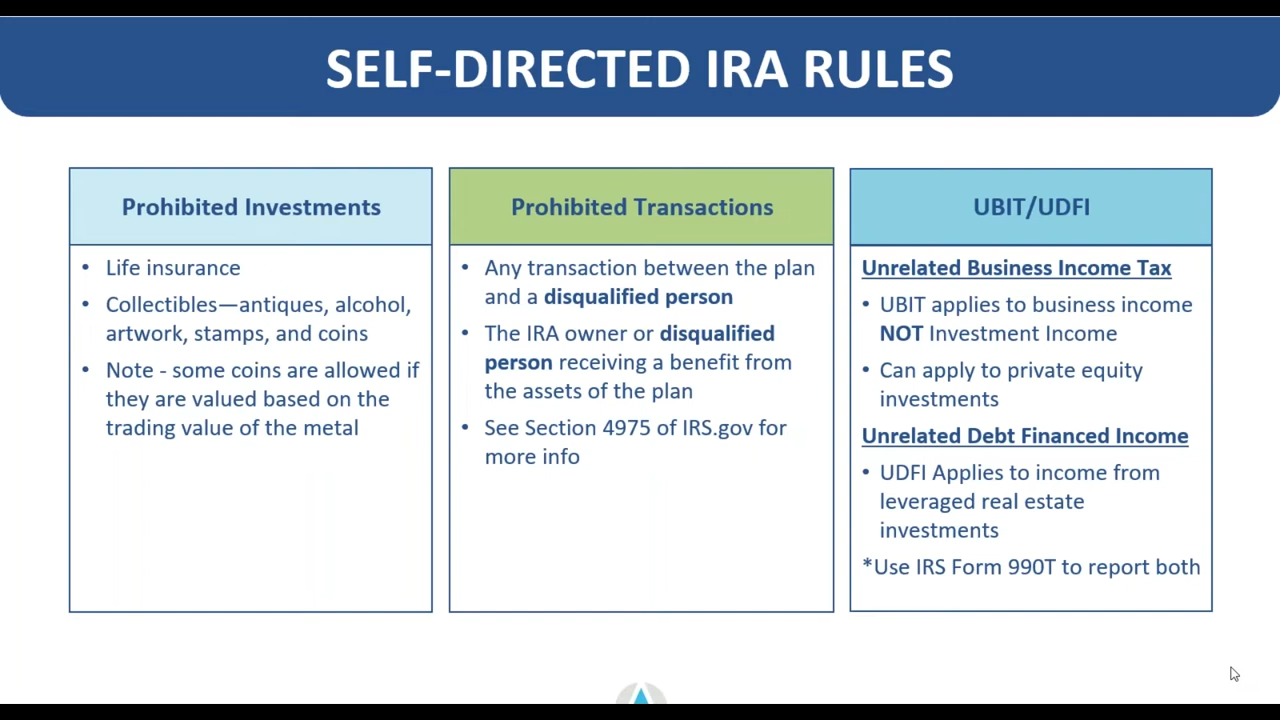 SELF-DIRECTED IRA RULES
Prohibited Investments
• Life insurance
• Collectibles—antiques, alcohol,
artwork, stamps, and coins
• Note - some coins are allowed if
they are valued based on the
trading value of the metal
Prohibited Transactions
• Any transaction between the plan
and a disqualified person
• The IRA owner or disqualified
person receiving a benefit from
the assets of the plan
• See Section 4975 of IRS.gov for
more info
UBIT/UDFI
Unrelated Business Income Tax
• UBIT applies to business income
NOT Investment Income
• Can apply to private equity
investments
Unrelated Debt Financed Income
• UDFI Applies to income from
leveraged real estate
investments
*Use IRS Form 990T to report both